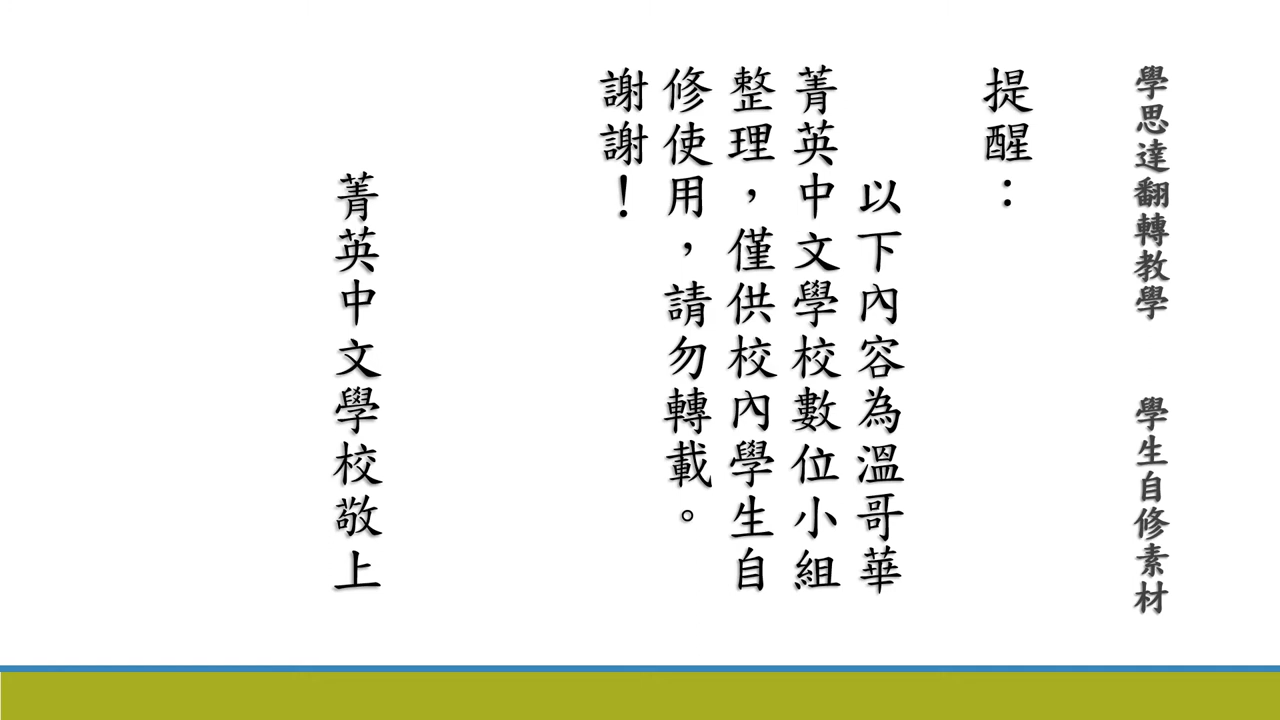 學思達翻轉教學　學生自修素材
提醒：
以下內容為溫哥華
菁英中文學校數位小組
整理，僅供校內學生自
修使用，請勿轉載。
謝謝！
菁英中文學校敬上